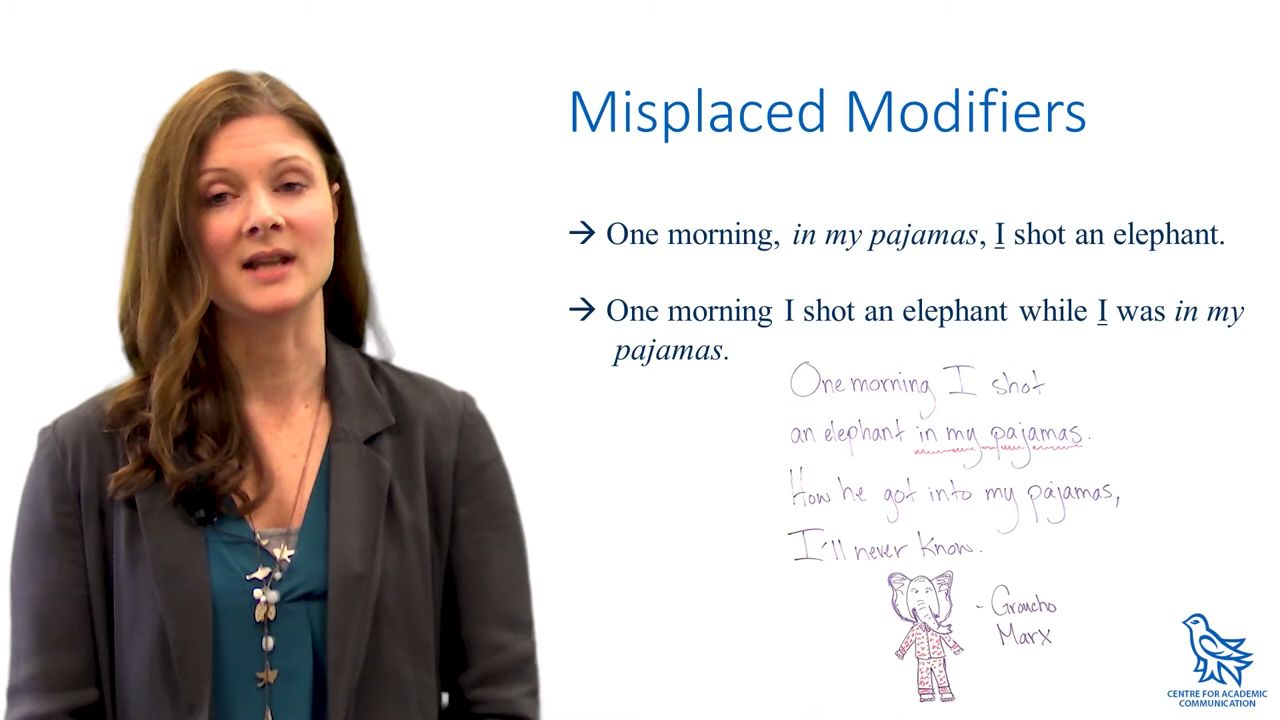 Misplaced Modifiers
→ One morning, in my pajamas, I shot an elephant.
→ One morning I shot an elephant while I was in my
pajamas.
One morning I shot
an elephant in my pajamas.
How he got into my pajamas,
I'll never know.
- Groucho
Marx
CENTRE FOR ACADEMIC
COMMUNICATION